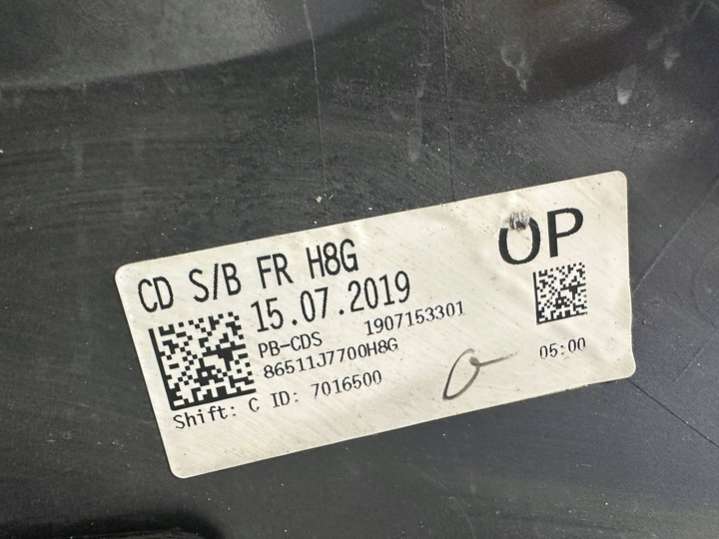 CD S/B FR H8G
OP
15.07.2019
PB-CDS 1907153301
86511J7700H8G
Shift: C ID: 7016500
05:00